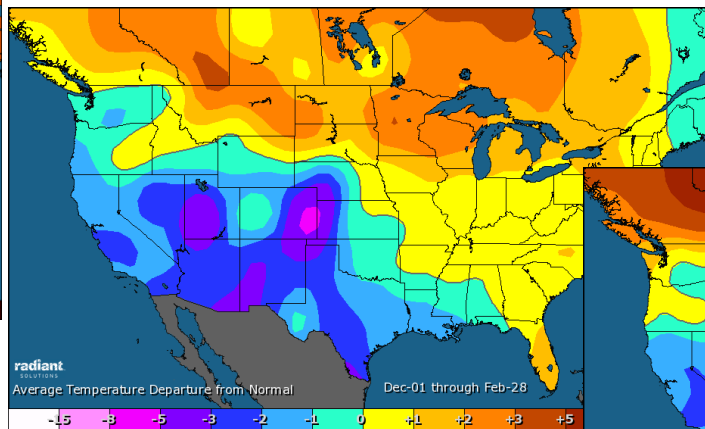 radiant
SOLUTIONS
Average Temperature Departure from Normal
Dec-01 through Feb-28
-15 -8 -5 -3 -2 -1 0 +1 +2 +3 +5